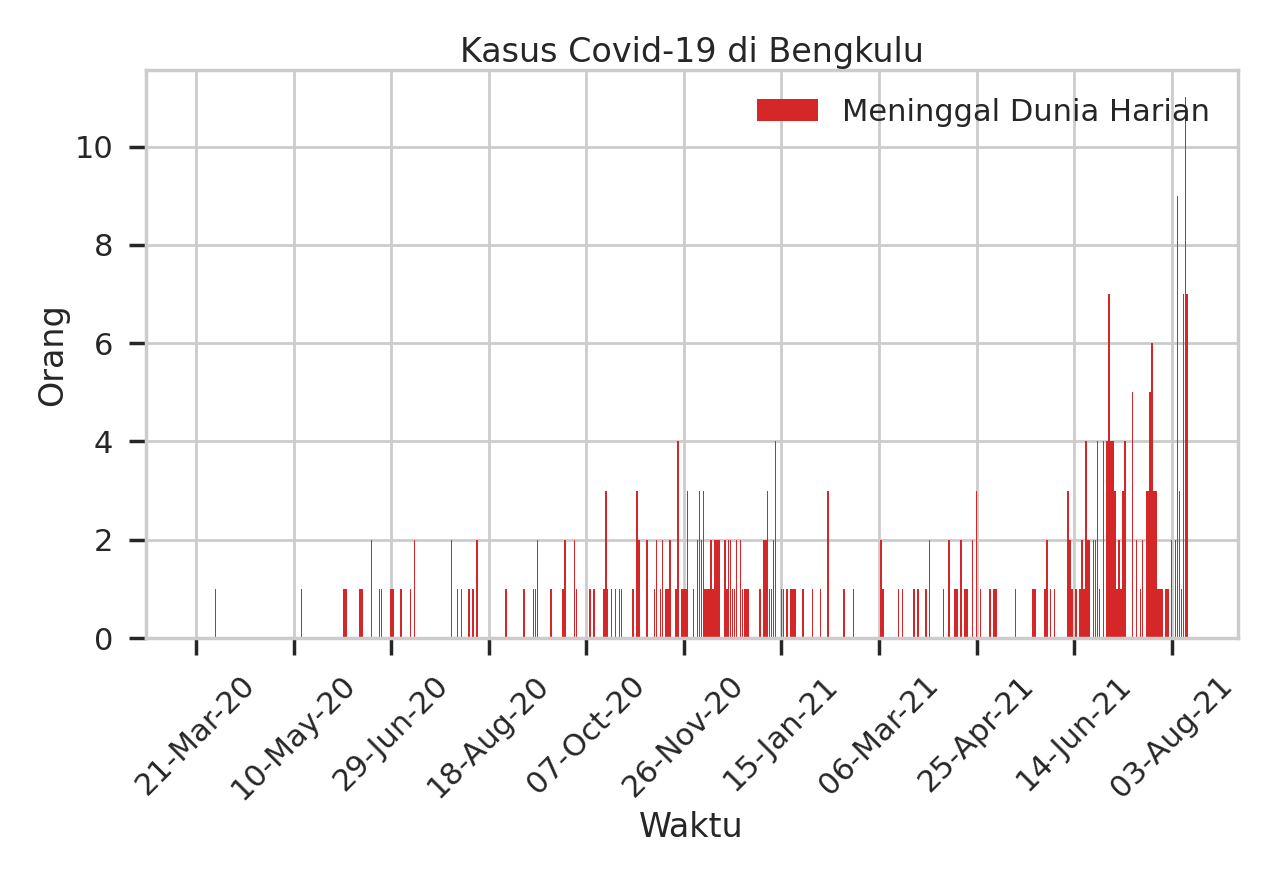 Kasus Covid-19 di Bengkulu
Meninggal Dunia Harian
Orang
10
8
6
4
2
0
21-Mar-20
10-May-20
29-Jun-20
18-Aug-20
07-Oct-20
26-Nov-20
15-Jan-21
06-Mar-21
25-Apr-21
14-Jun-21
03-Aug-21
Waktu